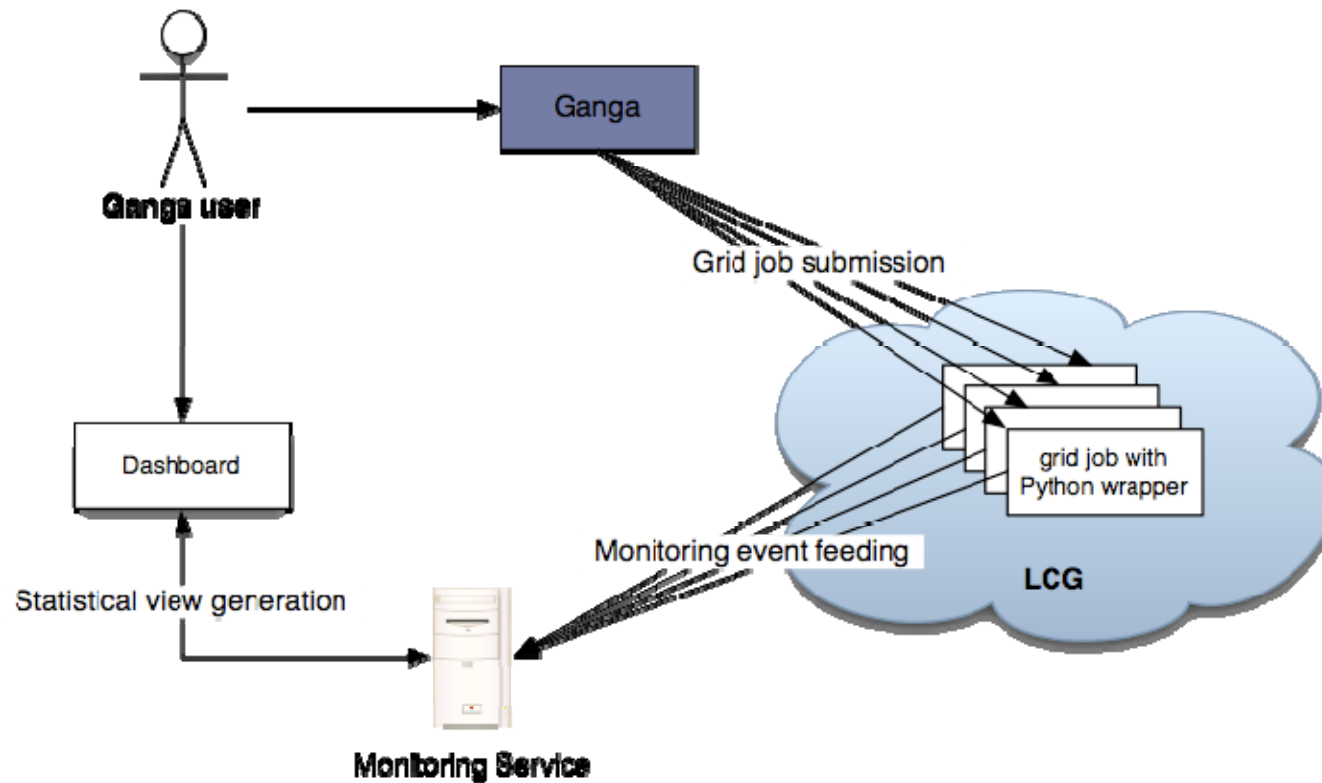 Ganga
Ganga user
Grid job submission
Dashboard
grid job with
Python wrapper
Monitoring event feeding
LCG
Statistical view generation
Monitoring Service